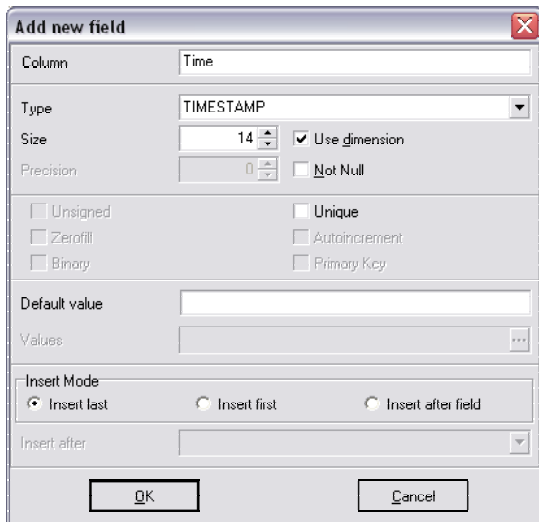 Add new field
Column Time
Type TIMESTAMP
Size 14 Use dimension
Precision 0 Not Null
Unsigned Unique
Zerofill Autoincrement
Binary Primary Key
Default value
Values ...
Insert Mode
Insert last Insert first Insert after field
Insert after
OK Cancel